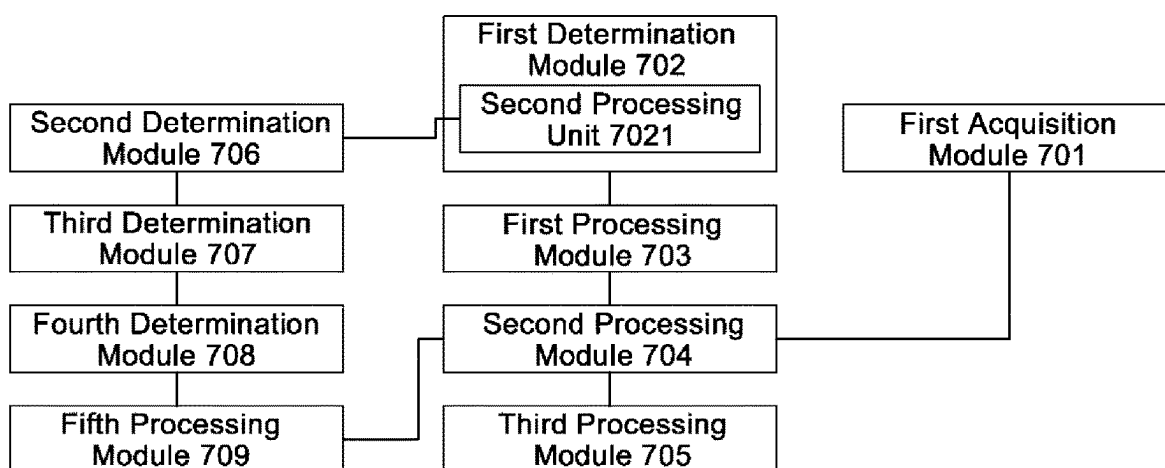 First Determination
Module 702
Second Processing
Unit 7021
Second Determination
Module 706
First Acquisition
Module 701
Third Determination
Module 707
First Processing
Module 703
Fourth Determination
Module 708
Second Processing
Module 704
Fifth Processing
Module 709
Third Processing
Module 705